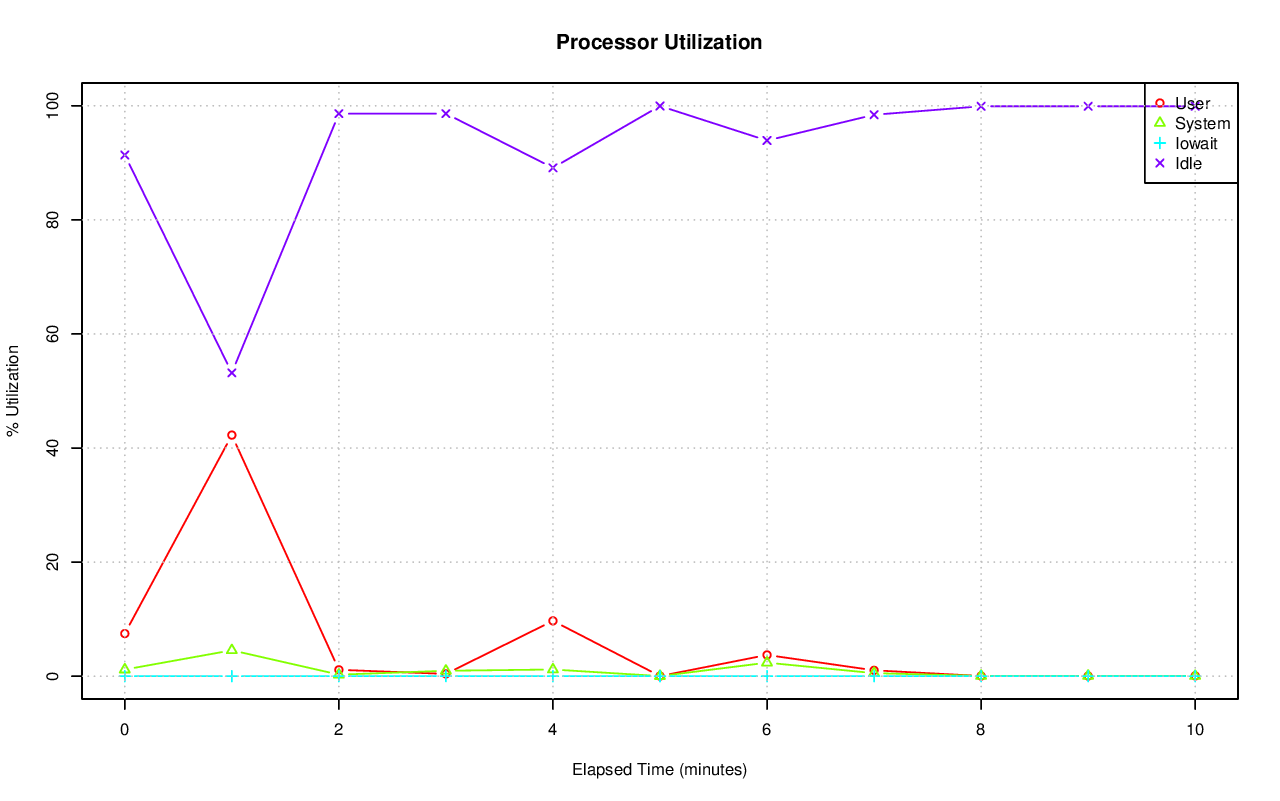 Processor Utilization
100
80
60
40
20
0
% Utilization
User
System
Iowait
Idle
0 2 4 6 8 10
Elapsed Time (minutes)